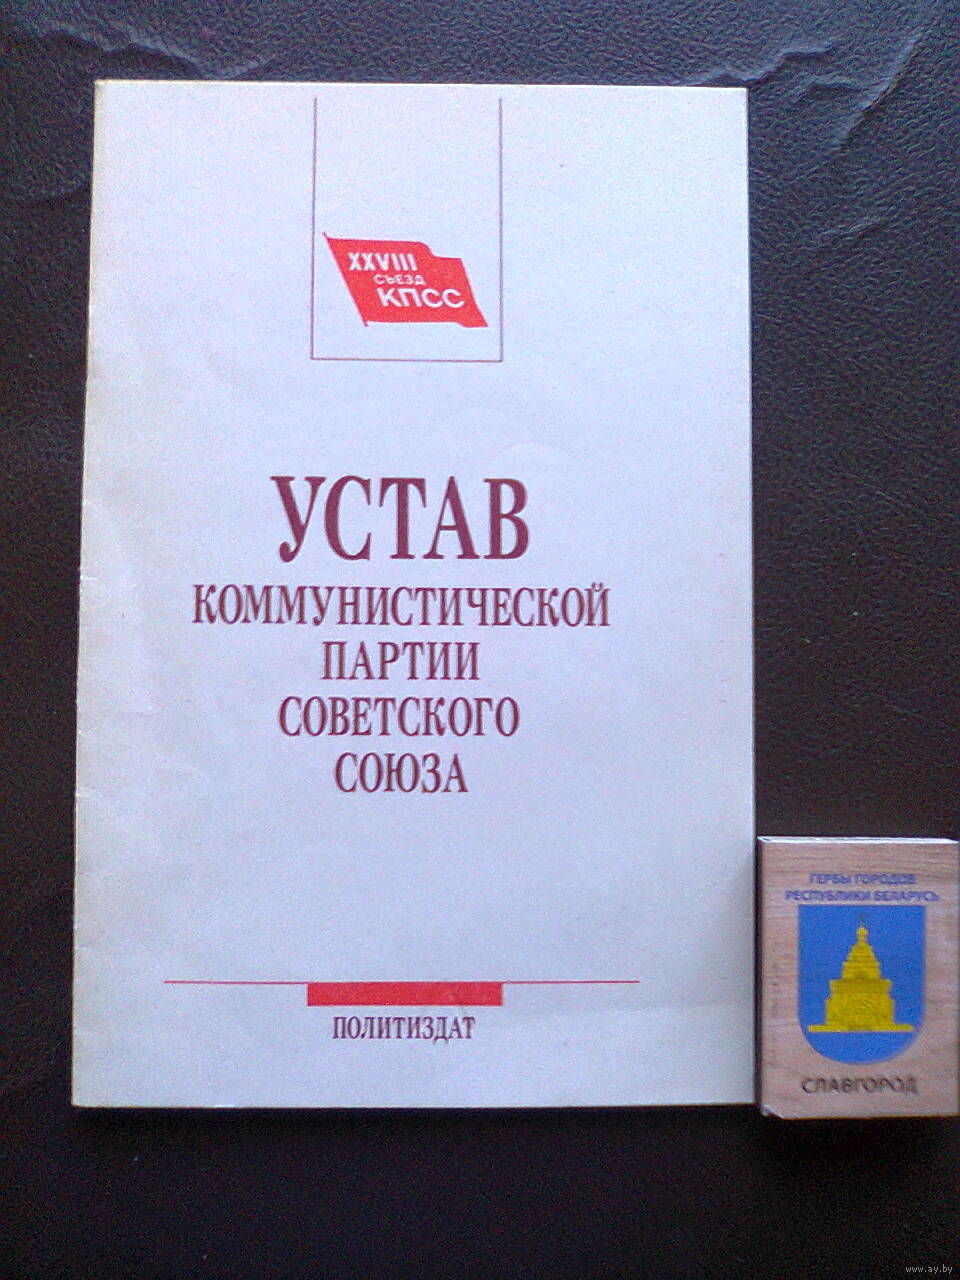 XXVIII
СЪЕЗД
КПСС
УСТАВ
КОММУНИСТИЧЕСКОЙ
ПАРТИИ
СОВЕТСКОГО
СОЮЗА
ПОЛИТИЗДАТ
ГЕРБЫ ГОРОДОВ
РЕСПУБЛИКИ БЕЛАРУСЬ
СЛАВГОРОД
www.ay.by